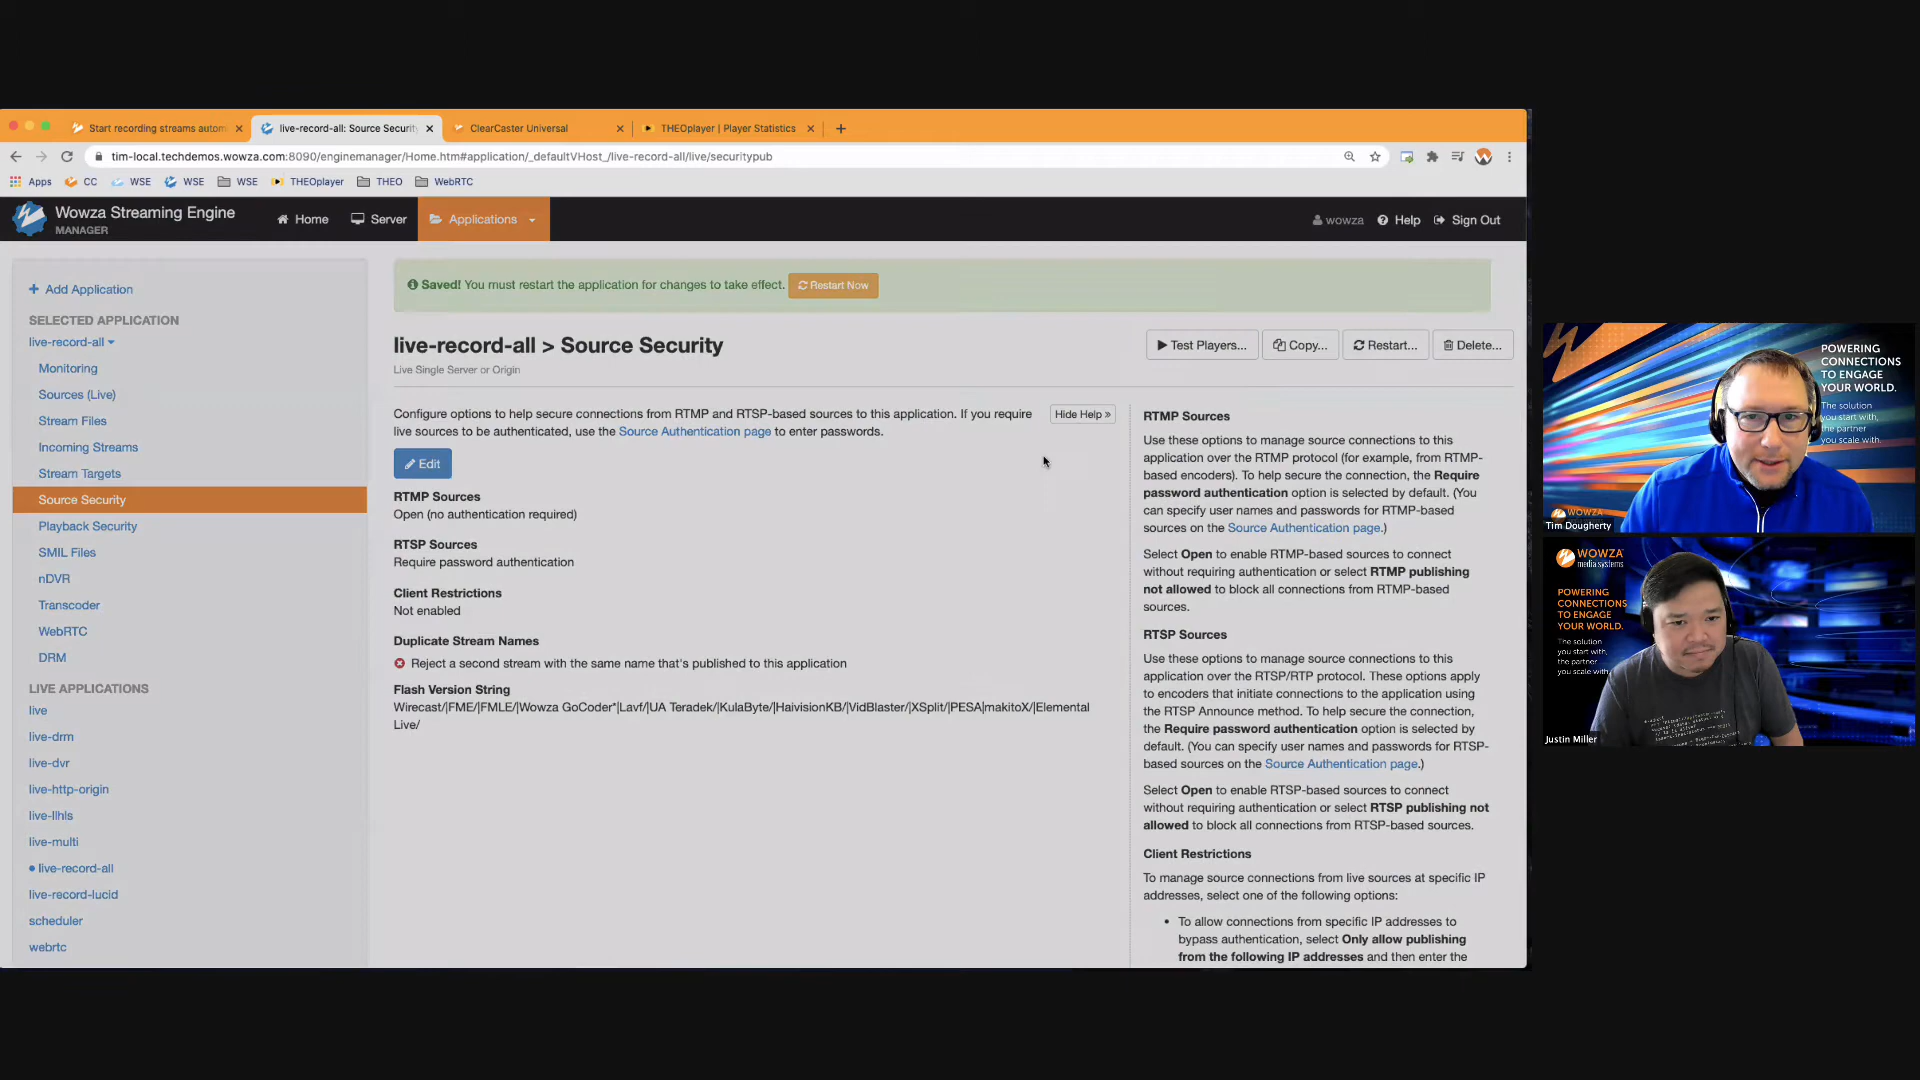 Start recording streams autom
live-record-all: Source Security
ClearCaster Universal
THEOplayer | Player Statistics
tim-local.techdemos.wowza.com:8090/enginemanager/Home.htm#application/_defaultVHost_/live-record-all/live/securitypub
Apps
CC
WSE
WSE
WSE
THEOplayer
THEO
WebRTC
Wowza Streaming Engine
MANAGER
Home
Server
Applications
wowza
Help
Sign Out
Add Application
SELECTED APPLICATION
live-record-all
Monitoring
Sources (Live)
Stream Files
Incoming Streams
Stream Targets
Source Security
Playback Security
SMIL Files
nDVR
Transcoder
WebRTC
DRM
LIVE APPLICATIONS
live
live-drm
live-dvr
live-http-origin
live-llhls
live-multi
live-record-all
live-record-lucid
scheduler
webrtc
Saved! You must restart the application for changes to take effect.
Restart Now
live-record-all > Source Security
Live Single Server or Origin
Test Players...
Copy...
Restart...
Delete...
Configure options to help secure connections from RTMP and RTSP-based sources to this application. If you require
live sources to be authenticated, use the Source Authentication page to enter passwords.
Hide Help »
Edit
RTMP Sources
Open (no authentication required)
RTSP Sources
Require password authentication
Client Restrictions
Not enabled
Duplicate Stream Names
Reject a second stream with the same name that's published to this application
Flash Version String
Wirecast/|FME/|FMLE/|Wowza GoCoder*|Lavf/|UA Teradek/|KulaByte/|HaivisionKB/|VidBlaster/|XSplit/|PESA|makitoX/|Elemental
Live/
RTMP Sources
Use these options to manage source connections to this
application over the RTMP protocol (for example, from RTMP-
based encoders). To help secure the connection, the Require
password authentication option is selected by default. (You
can specify user names and passwords for RTMP-based
sources on the Source Authentication page.)
Select Open to enable RTMP-based sources to connect
without requiring authentication or select RTMP publishing
not allowed to block all connections from RTMP-based
sources.
RTSP Sources
Use these options to manage source connections to this
application over the RTSP/RTP protocol. These options apply
to encoders that initiate connections to the application using
the RTSP Announce method. To help secure the connection,
the Require password authentication option is selected by
default. (You can specify user names and passwords for RTSP-
based sources on the Source Authentication page.)
Select Open to enable RTSP-based sources to connect
without requiring authentication or select RTSP publishing not
allowed to block all connections from RTSP-based sources.
Client Restrictions
To manage source connections from live sources at specific IP
addresses, select one of the following options:
• To allow connections from specific IP addresses to
bypass authentication, select Only allow publishing
from the following IP addresses and then enter the
POWERING
CONNECTIONS
TO ENGAGE
YOUR WORLD.
The solution
you start with,
the partner
you scale with.
WOWZA
Tim Dougherty
WOWZA
media systems
POWERING
CONNECTIONS
TO ENGAGE
YOUR WORLD.
The solution
you start with,
the partner
you scale with.
Justin Miller